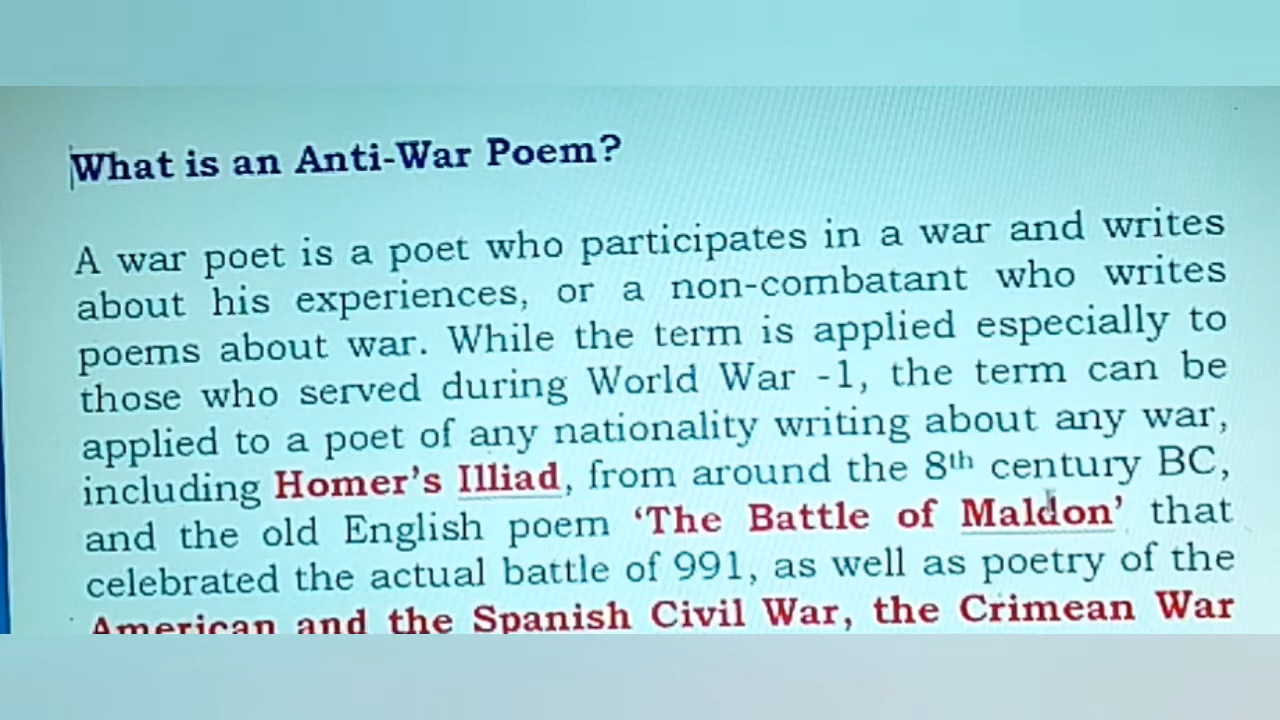 What is an Anti-War Poem?
A war poet is a poet who participates in a war and writes
about his experiences, or a non-combatant who writes
poems about war. While the term is applied especially to
those who served during World War -1, the term can be
applied to a poet of any nationality writing about any war,
including Homer's Illiad, from around the 8th century BC,
and the old English poem 'The Battle of Maldon' that
celebrated the actual battle of 991, as well as poetry of the
American and the Spanish Civil War, the Crimean War